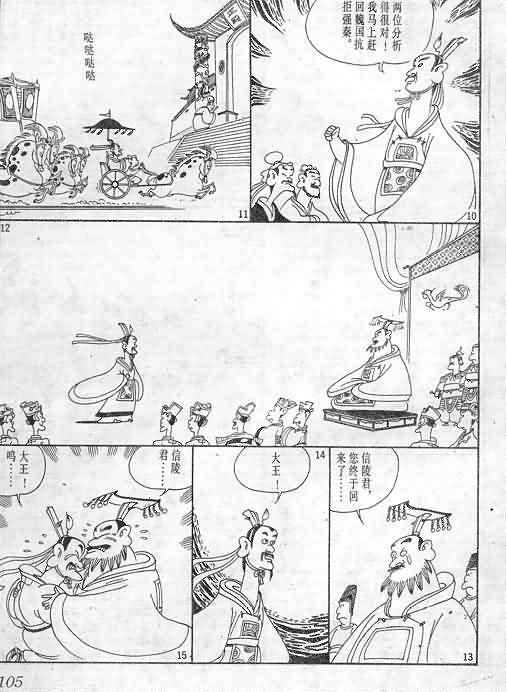 两位分析
得很对！
我马上赶
回魏国抗
拒强秦。
10
哒哒哒哒
11
12
信陵君，
您终于回
来了……
13
大王！
14
信陵
君……
大王！
呜……
15
105